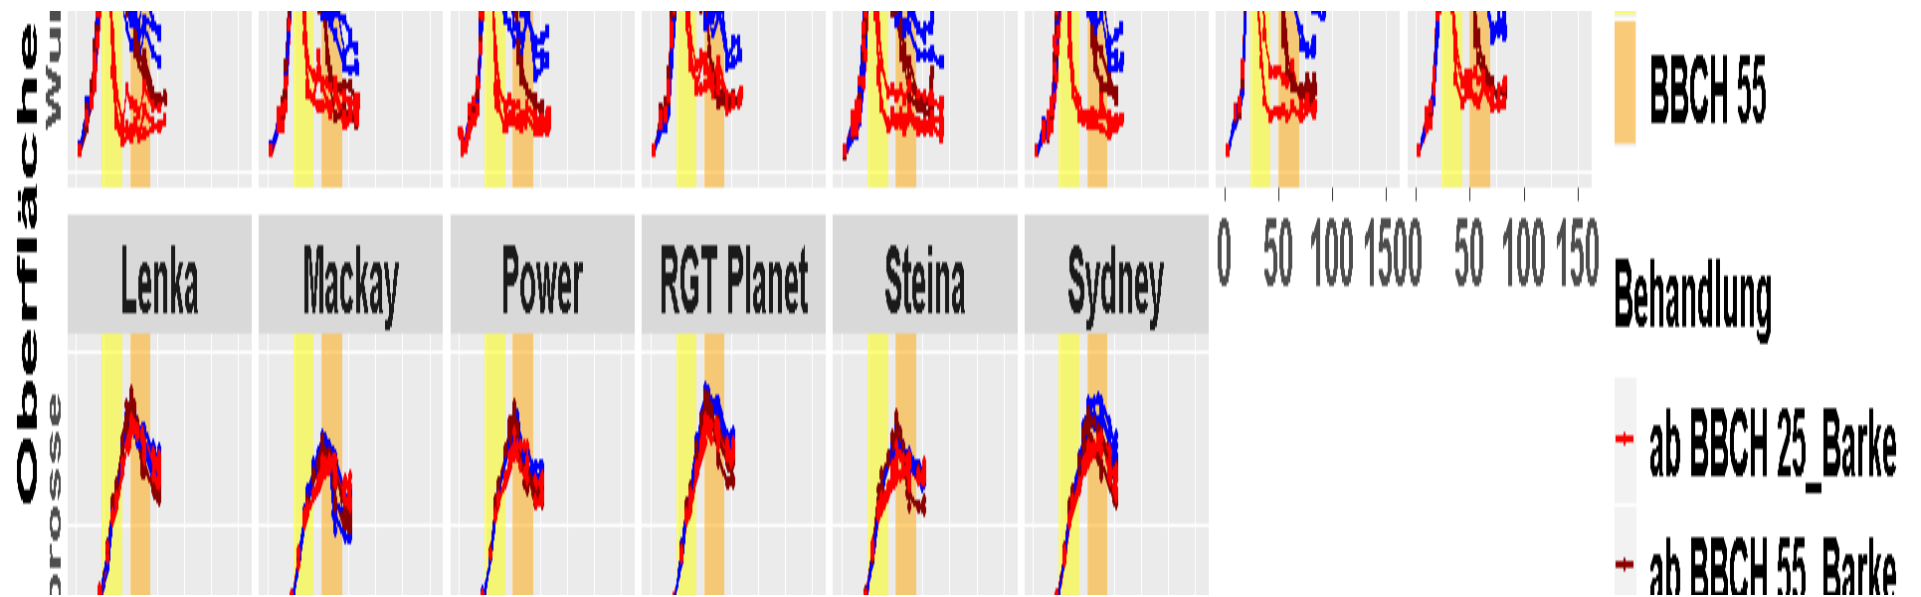 Oberfläche
BBCH 55
0 50 100 1500 50 100 150
Lenka Mackay Power RGT Planet Steina Sydney
Behandlung
ab BBCH 25_Barke
ab BBCH 55_Barke